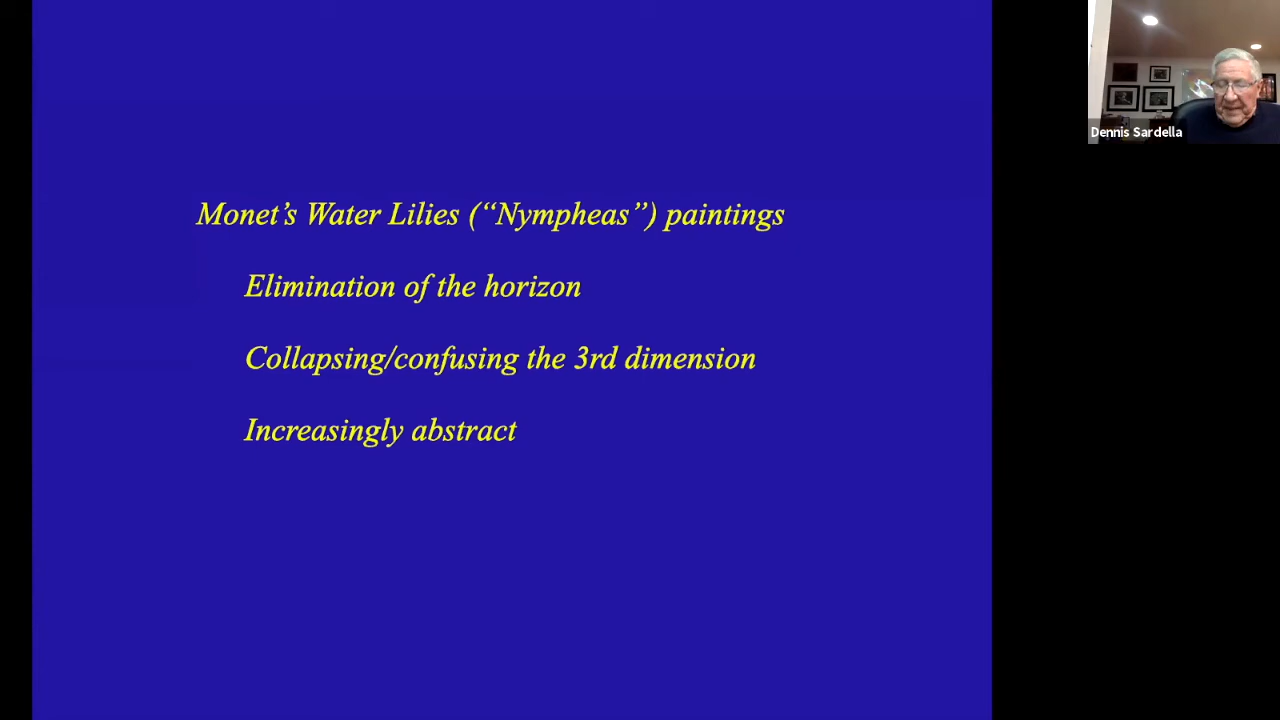 Monet’s Water Lilies (“Nympheas”) paintings
Elimination of the horizon
Collapsing/confusing the 3rd dimension
Increasingly abstract
Dennis Sardella